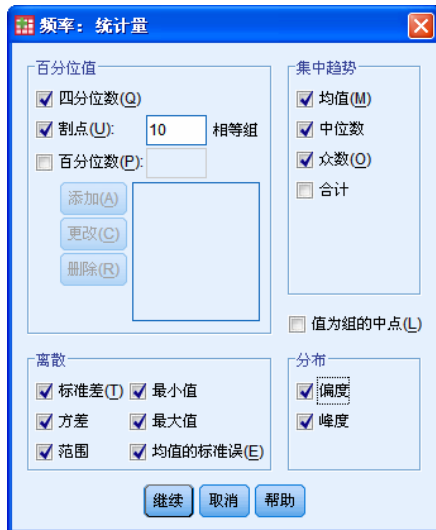 频率： 统计量
百分位值
四分位数(Q)
割点(U): 10 相等组
百分位数(P):
添加(A)
更改(C)
删除(R)
集中趋势
均值(M)
中位数
众数(O)
合计
值为组的中点(L)
离散
标准差(T) 最小值
方差 最大值
范围 均值的标准误(E)
分布
偏度
峰度
继续 取消 帮助